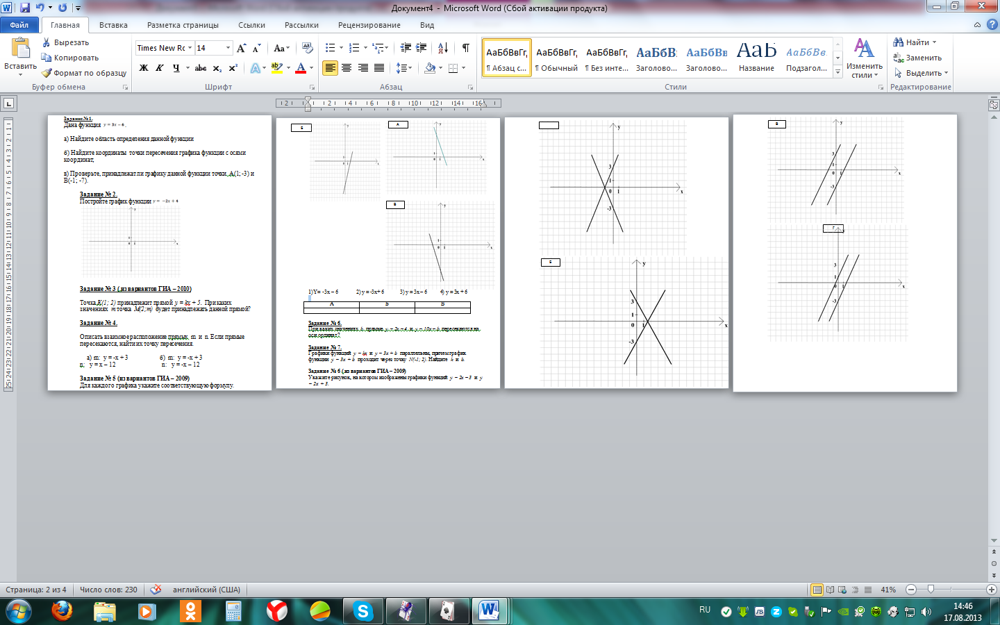 Документ4 - Microsoft Word (Сбой активации продукта)
Файл Главная Вставка Разметка страницы Ссылки Рассылки Рецензирование Вид
Вставить
Вырезать
Копировать
Формат по образцу
Буфер обмена
Times New Rc 14
Шрифт
Абзац
АаБбВвГг, АаБбВвГг, АаБбВвГг, АаБбВ АаБбВв АаБ АаБбВв.
¶ Абзац с... ¶ Обычный ¶ Без инте... Заголово... Заголово... Название Подзагол...
Стили
Изменить стили
Найти
Заменить
Выделить
Редактирование
2 2 4 6 8 10 12 14 16
Задание №1.
Дана функция y = 3x − 6.
а) Найдите область определения данной функции
б) Найдите координаты точки пересечения графика функции с осями
координат,
в) Проверьте, принадлежат ли графику данной функции точки. А(1; -3) и
В(-1; -7).
Задание № 2.
Постройте график функции y = −2x + 4
y
0 1
x
Задание № 3 ( из вариантов ГИА – 2010)
Точка K(1; 2) принадлежит прямой y = kx + 5. При каких
значениях m точка M(2;m) будет принадлежать данной прямой?
Задание № 4.
Описать взаимное расположение прямых m и n. Если прямые
пересекаются, найти их точку пересечения.
а) m: y = -x + 3 б) m: y = -x + 3
n: y = x – 12 n: y = -x – 12
Задание № 5 (из вариантов ГИА – 2009)
Для каждого графика укажите соответствующую формулу.
Б
А
В
1) Y= -3x – 6 2) y = -3x+ 6 3) y = 3x – 6 4) y = 3x + 6
А Б В
Задание № 6.
При каких значениях b прямые y = 2x – 4 и y = 10x – b пересекаются на
оси ординат?
Задание № 7.
Графики функций y = kx и y = 3x + b параллельны, причем график
функции y = 3x + b проходит через точку N(-1; 2). Найдите k и b.
Задание № 6 (из вариантов ГИА – 2009)
Укажите рисунок, на котором изображены графики функций y = 2x – 3 и y
= 2x + 3.
y
3
1
0 1
x
-3
Б
y
3
1
0 1
x
-3
В
y
3
1
0 1
x
-3
Г
y
3
1
0 1
x
-3
Страница: 2 из 4 Число слов: 230 английский (США) 41%
RU
14:46
17.08.2013